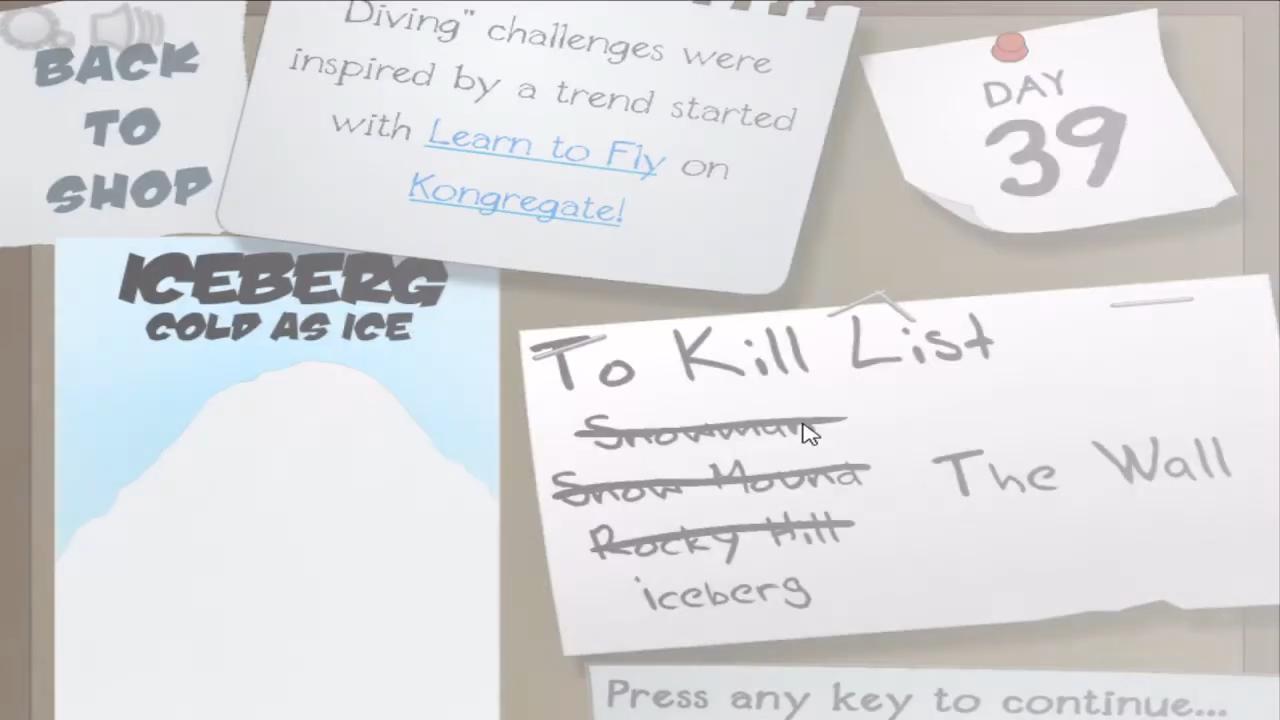 BACK
TO
SHOP
Diving" challenges were
inspired by a trend started
with Learn to Fly on
Kongregate!
DAY
39
ICEBERG
COLD AS ICE
To Kill List
Snowman
Snow Mound
Rocky Hill
iceberg
The Wall
Press any key to continue...